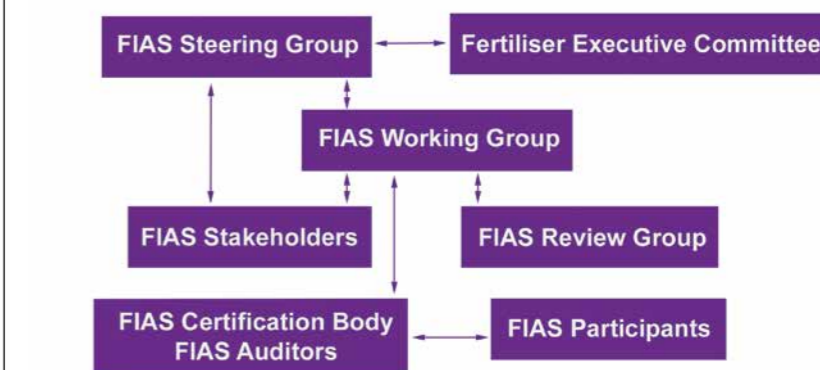 FIAS Steering Group
Fertiliser Executive Committee
FIAS Working Group
FIAS Stakeholders
FIAS Review Group
FIAS Certification Body
FIAS Auditors
FIAS Participants